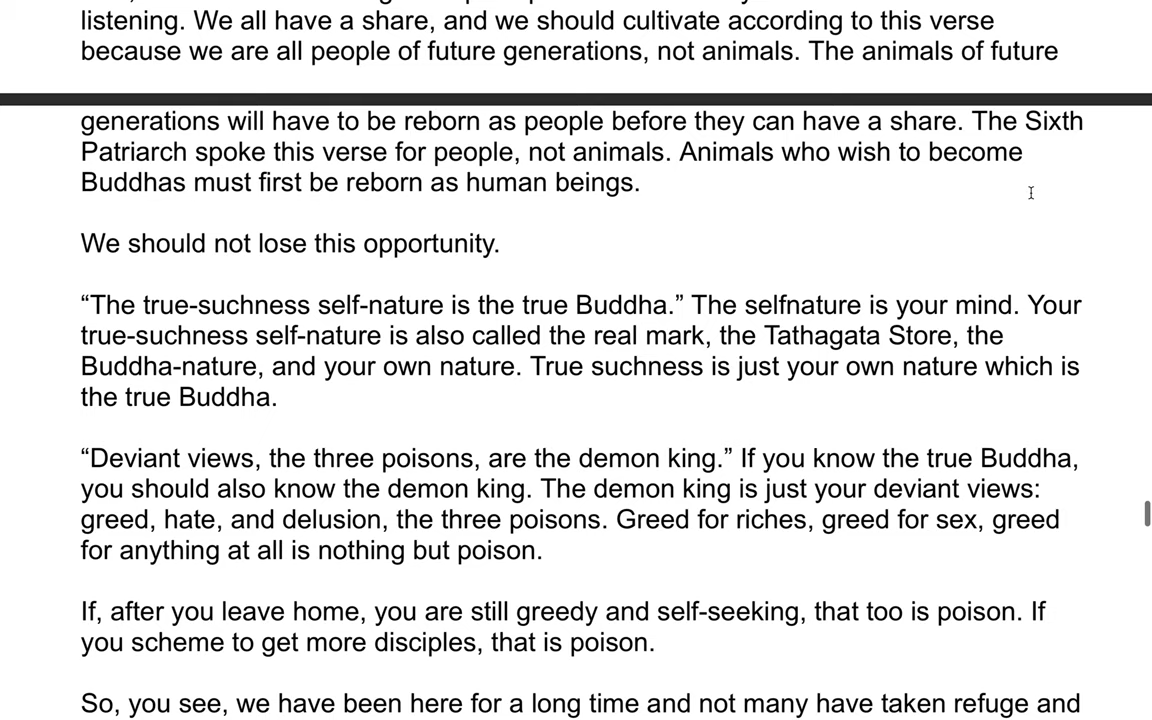 listening. We all have a share, and we should cultivate according to this verse
because we are all people of future generations, not animals. The animals of future
generations will have to be reborn as people before they can have a share. The Sixth
Patriarch spoke this verse for people, not animals. Animals who wish to become
Buddhas must first be reborn as human beings.
We should not lose this opportunity.
“The true-suchness self-nature is the true Buddha.” The selfnature is your mind. Your
true-suchness self-nature is also called the real mark, the Tathagata Store, the
Buddha-nature, and your own nature. True suchness is just your own nature which is
the true Buddha.
“Deviant views, the three poisons, are the demon king.” If you know the true Buddha,
you should also know the demon king. The demon king is just your deviant views:
greed, hate, and delusion, the three poisons. Greed for riches, greed for sex, greed
for anything at all is nothing but poison.
If, after you leave home, you are still greedy and self-seeking, that too is poison. If
you scheme to get more disciples, that is poison.
So, you see, we have been here for a long time and not many have taken refuge and